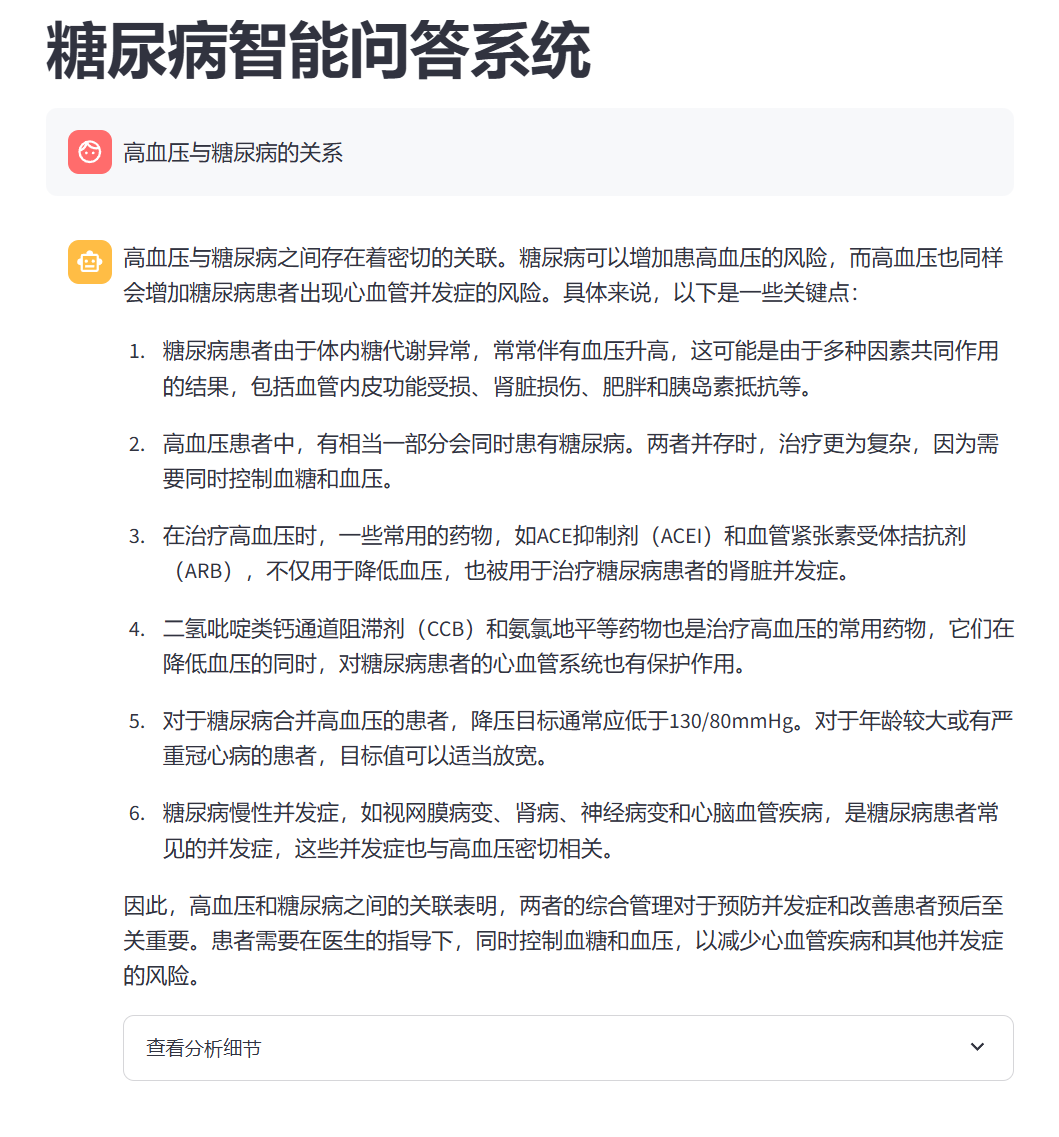 糖尿病智能问答系统
高血压与糖尿病的关系
高血压与糖尿病之间存在着密切的关联。糖尿病可以增加患高血压的风险，而高血压也同样
会增加糖尿病患者出现心血管并发症的风险。具体来说，以下是一些关键点：
1. 糖尿病患者由于体内糖代谢异常，常常伴有血压升高，这可能是由于多种因素共同作用
的结果，包括血管内皮功能受损、肾脏损伤、肥胖和胰岛素抵抗等。
2. 高血压患者中，有相当一部分会同时患有糖尿病。两者并存时，治疗更为复杂，因为需
要同时控制血糖和血压。
3. 在治疗高血压时，一些常用的药物，如ACE抑制剂（ACEI）和血管紧张素受体拮抗剂
（ARB），不仅用于降低血压，也被用于治疗糖尿病患者的肾脏并发症。
4. 二氢吡啶类钙通道阻滞剂（CCB）和氨氯地平等药物也是治疗高血压的常用药物，它们在
降低血压的同时，对糖尿病患者的心血管系统也有保护作用。
5. 对于糖尿病合并高血压的患者，降压目标通常应低于130/80mmHg。对于年龄较大或有严
重冠心病的患者，目标值可以适当放宽。
6. 糖尿病慢性并发症，如视网膜病变、肾病、神经病变和心脑血管疾病，是糖尿病患者常
见的并发症，这些并发症也与高血压密切相关。
因此，高血压和糖尿病之间的关联表明，两者的综合管理对于预防并发症和改善患者预后至
关重要。患者需要在医生的指导下，同时控制血糖和血压，以减少心血管疾病和其他并发症
的风险。
查看分析细节